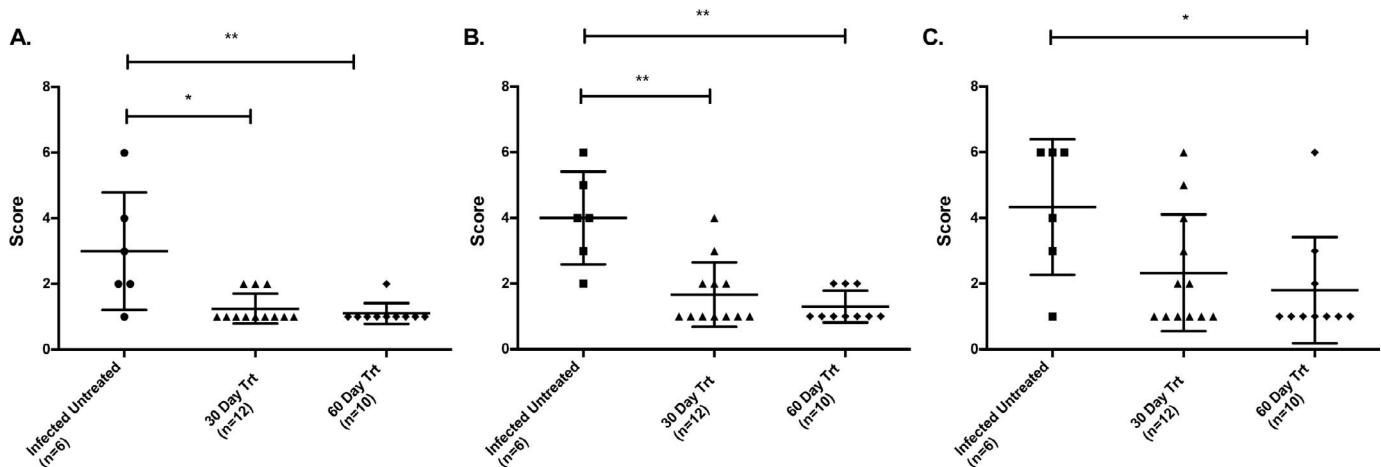 A.
**
*
8
6
4
2
0
Score
Infected Untreated
(n=6)
30 Day Trt
(n=12)
60 Day Trt
(n=10)
B.
**
**
8
6
4
2
0
Score
Infected Untreated
(n=6)
30 Day Trt
(n=12)
60 Day Trt
(n=10)
C.
*
8
6
4
2
0
Score
Infected Untreated
(n=6)
30 Day Trt
(n=12)
60 Day Trt
(n=10)